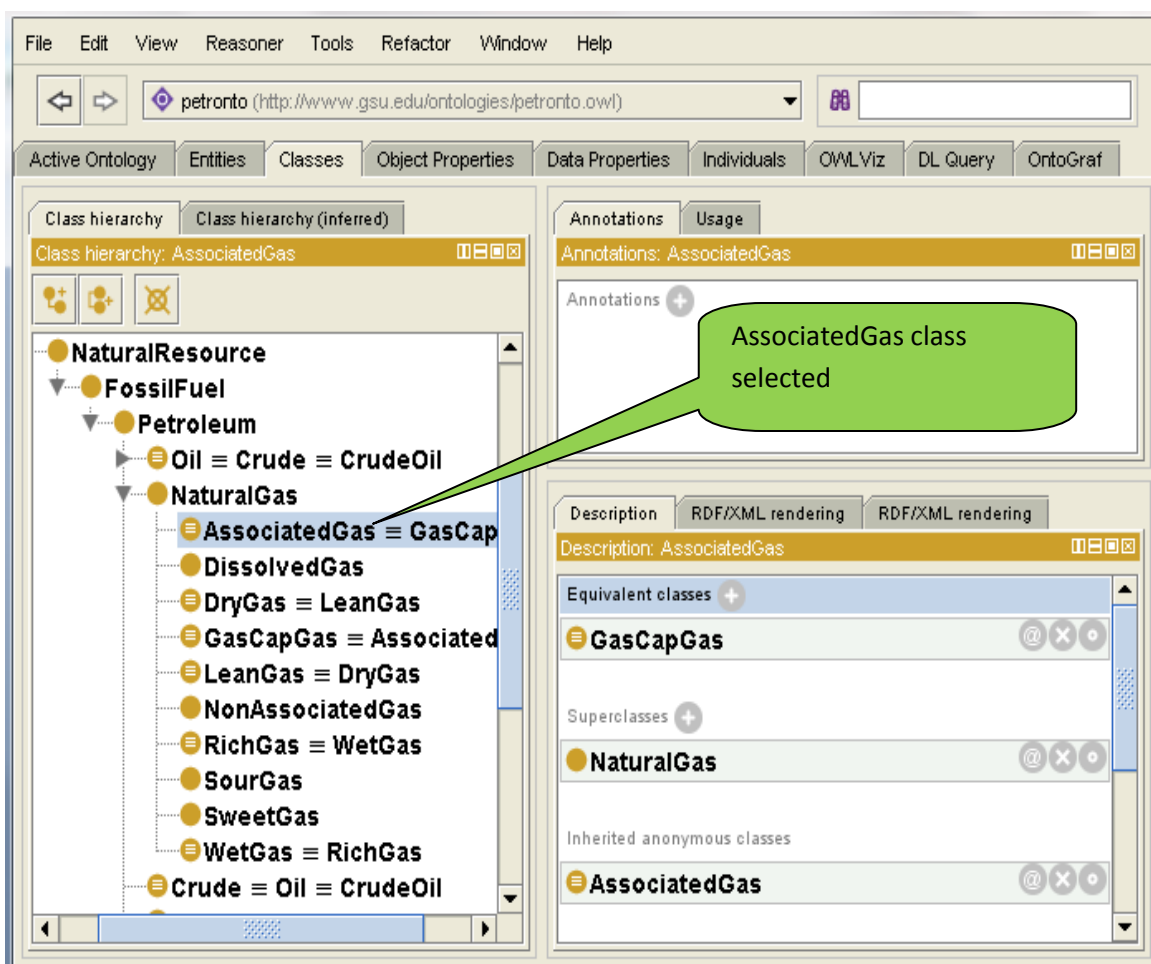 File Edit View Reasoner Tools Refactor Window Help
petronto (http://www.gsu.edu/ontologies/petronto.owl)
Active Ontology Entities Classes Object Properties Data Properties Individuals OWLViz DL Query OntoGraf
Class hierarchy Class hierarchy (inferred)
Class hierarchy: AssociatedGas
NaturalResource
FossilFuel
Petroleum
Oil ≡ Crude ≡ CrudeOil
NaturalGas
AssociatedGas ≡ GasCap
DissolvedGas
DryGas ≡ LeanGas
GasCapGas ≡ Associated
LeanGas ≡ DryGas
NonAssociatedGas
RichGas ≡ WetGas
SourGas
SweetGas
WetGas ≡ RichGas
Crude ≡ Oil ≡ CrudeOil
Annotations Usage
Annotations: AssociatedGas
Annotations
AssociatedGas class
selected
Description RDF/XML rendering RDF/XML rendering
Description: AssociatedGas
Equivalent classes
GasCapGas
Superclasses
NaturalGas
Inherited anonymous classes
AssociatedGas